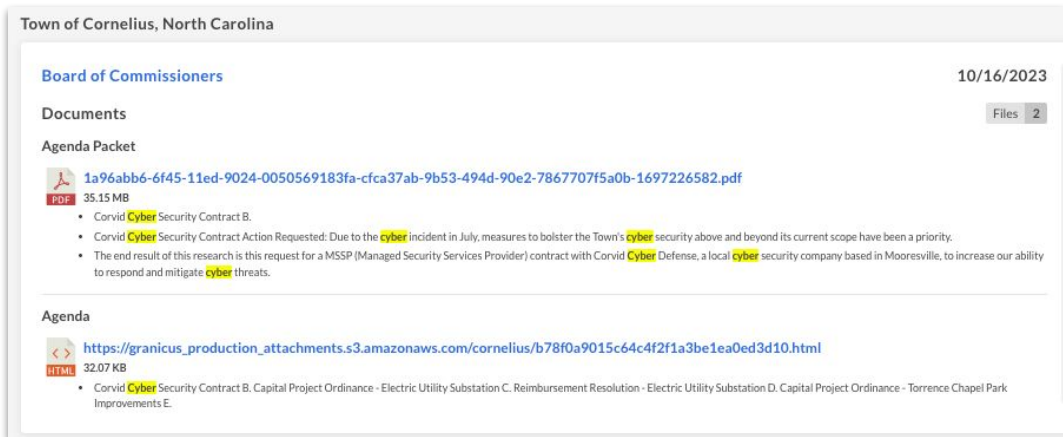 Town of Cornelius, North Carolina
Board of Commissioners
10/16/2023
Documents
Files 2
Agenda Packet
1a96abb6-6f45-11ed-9024-0050569183fa-cfca37ab-9b53-494d-90e2-7867707f5a0b-1697226582.pdf
PDF
35.15 MB
• Corvid Cyber Security Contract B.
• Corvid Cyber Security Contract Action Requested: Due to the cyber incident in July, measures to bolster the Town's cyber security above and beyond its current scope have been a priority.
• The end result of this research is this request for a MSSP (Managed Security Services Provider) contract with Corvid Cyber Defense, a local cyber security company based in Mooresville, to increase our ability
to respond and mitigate cyber threats.
Agenda
https://granicus_production_attachments.s3.amazonaws.com/cornelius/b78f0a9015c64c4f2f1a3be1ea0ed3d10.html
HTML
32.07 KB
• Corvid Cyber Security Contract B. Capital Project Ordinance - Electric Utility Substation C. Reimbursement Resolution - Electric Utility Substation D. Capital Project Ordinance - Torrence Chapel Park
Improvements E.